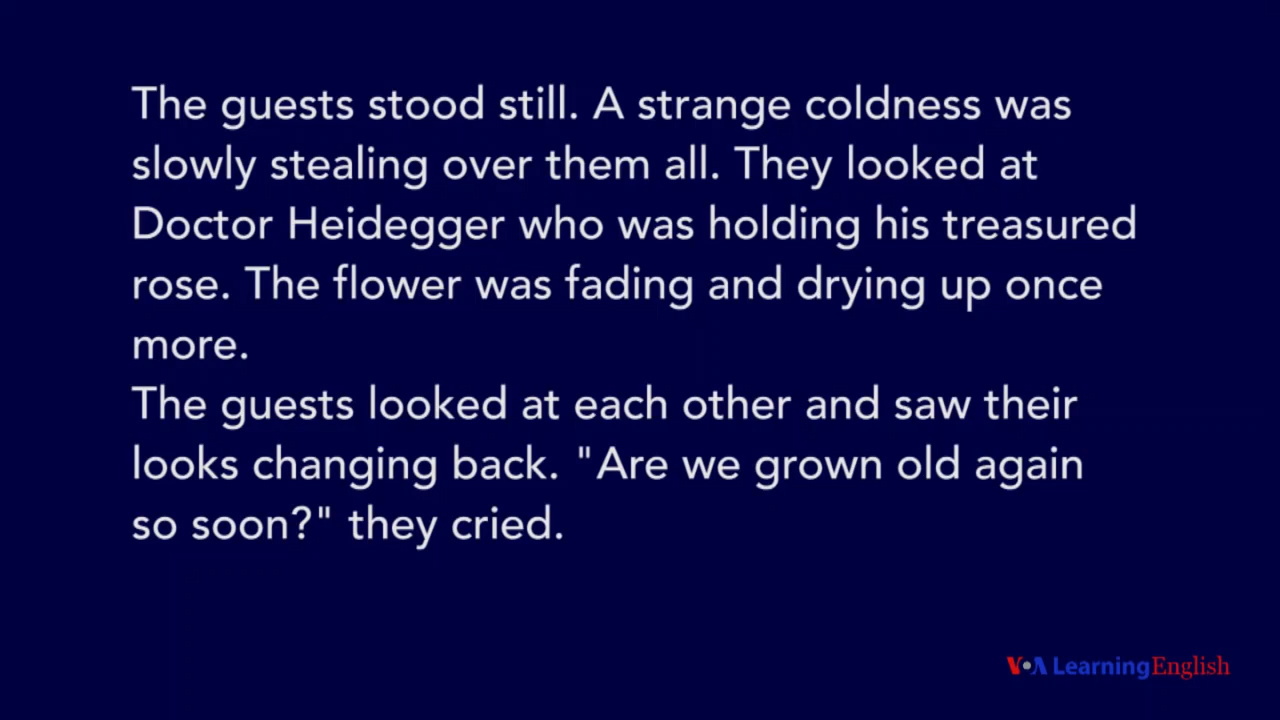 The guests stood still. A strange coldness was
slowly stealing over them all. They looked at
Doctor Heidegger who was holding his treasured
rose. The flower was fading and drying up once
more.
The guests looked at each other and saw their
looks changing back. "Are we grown old again
so soon?" they cried.
VOA Learning English